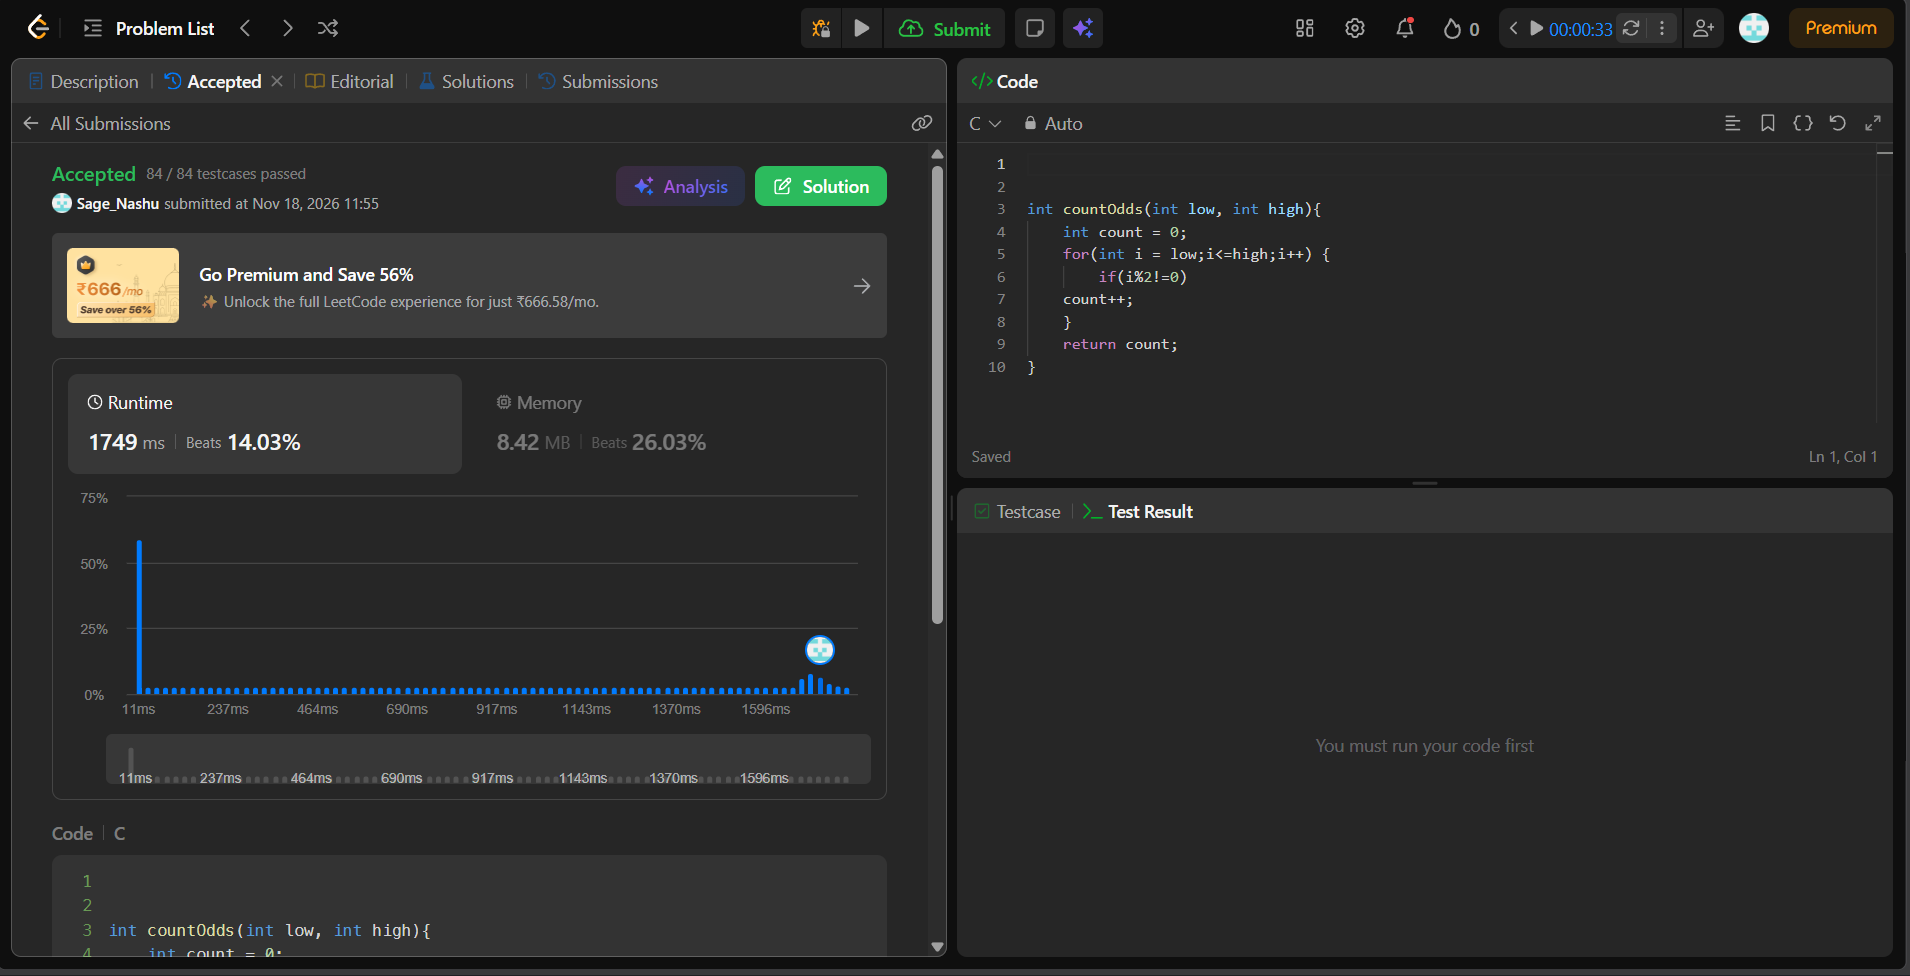 Problem List
Submit
0
00:00:33
Premium
Description
Accepted
Editorial
Solutions
Submissions
All Submissions
Accepted 84 / 84 testcases passed
Sage_Nashu submitted at Nov 18, 2026 11:55
Analysis
Solution
₹666/mo
Save over 56%
Go Premium and Save 56%
✨ Unlock the full LeetCode experience for just ₹666.58/mo.
Runtime
1749 ms | Beats 14.03%
Memory
8.42 MB | Beats 26.03%
75%
50%
25%
0%
11ms 237ms 464ms 690ms 917ms 1143ms 1370ms 1596ms
11ms 237ms 464ms 690ms 917ms 1143ms 1370ms 1596ms
Code | C
1
2
3 int countOdds(int low, int high){
4 int count = 0;
</> Code
C
Auto
1
2
3 int countOdds(int low, int high){
4 int count = 0;
5 for(int i = low;i<=high;i++) {
6 if(i%2!=0)
7 count++;
8 }
9 return count;
10 }
Saved
Ln 1, Col 1
Testcase
>_ Test Result
You must run your code first